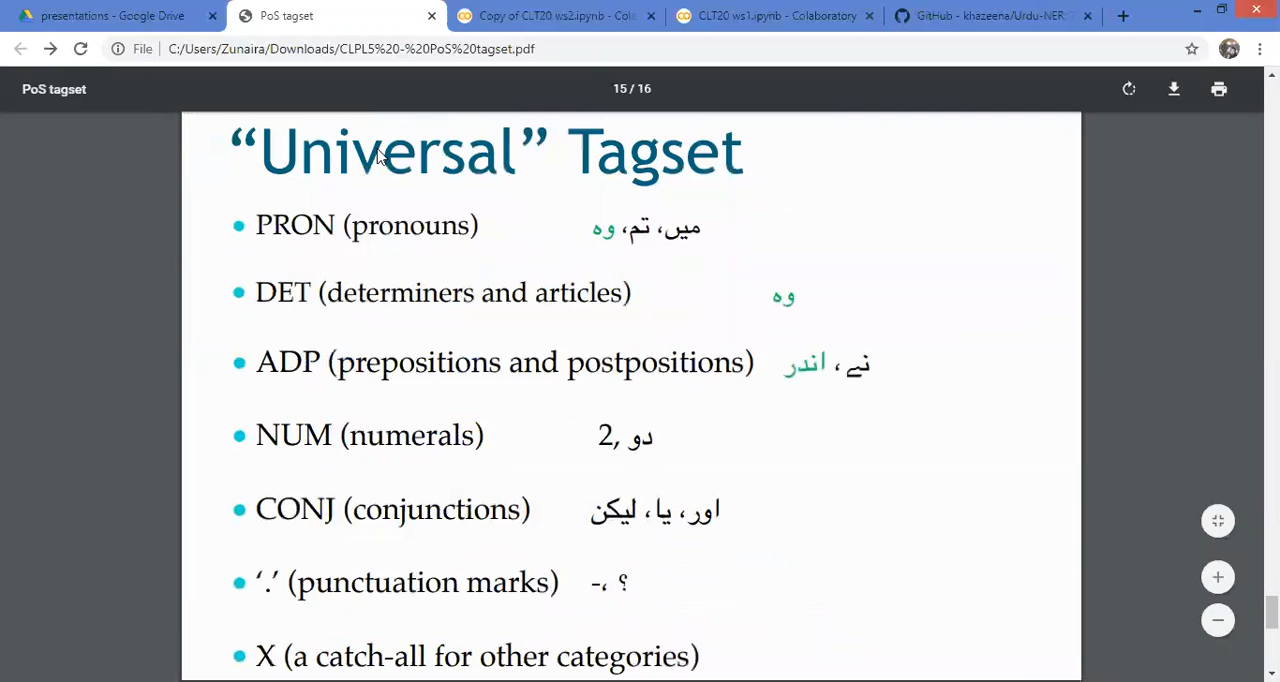 presentations - Google Drive
PoS tagset
Copy of CLT20 ws2.ipynb - Cola
CLT20 ws1.ipynb - Colaboratory
GitHub - khazeena/Urdu-NER:
File | C:/Users/Zunaira/Downloads/CLPL5%20-%20PoS%20tagset.pdf
PoS tagset
15 / 16
“Universal” Tagset
• PRON (pronouns) میں، تم، وہ
• DET (determiners and articles) وہ
• ADP (prepositions and postpositions) نے، اندر
• NUM (numerals) دو ,2
• CONJ (conjunctions) اور، یا، لیکن
• ‘.’ (punctuation marks) ؟ ،-
• X (a catch-all for other categories)